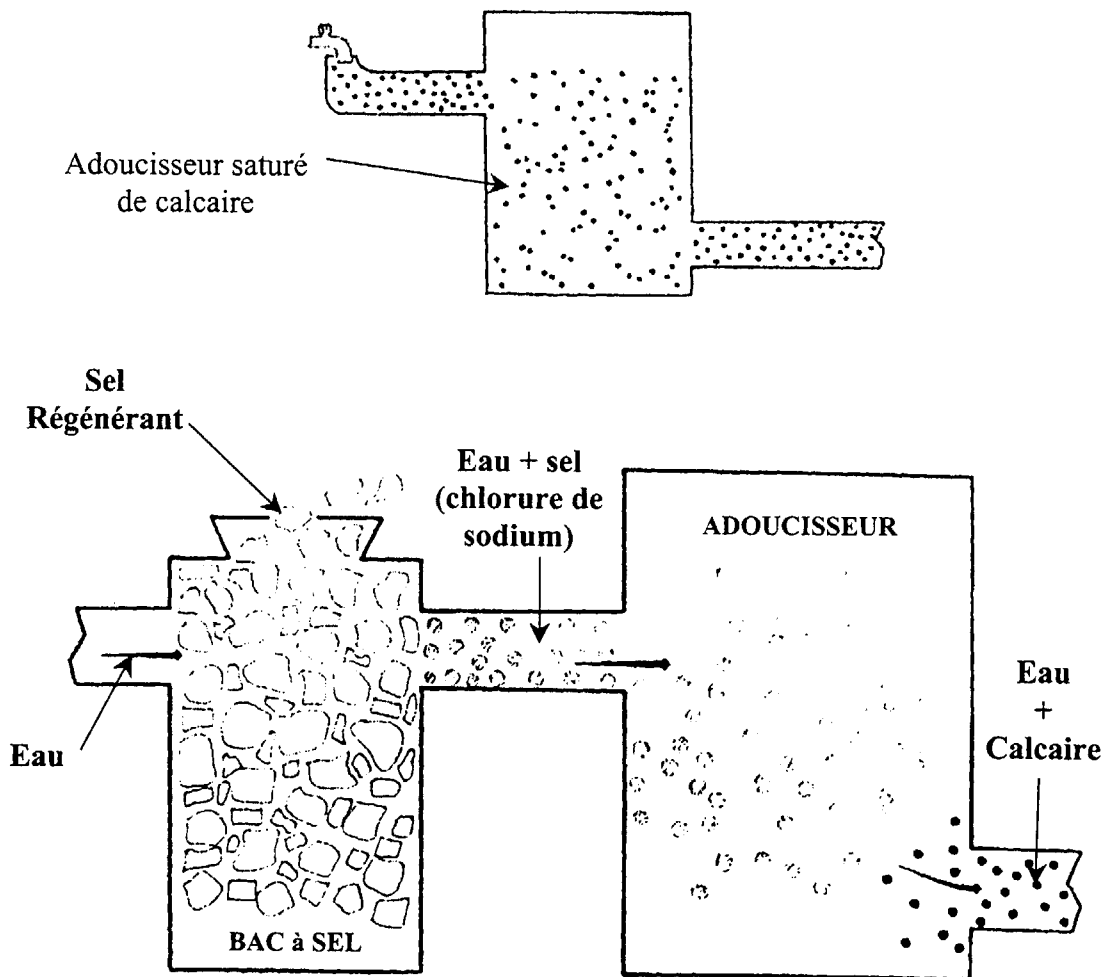 Adoucisseur saturé
de calcaire
Sel
Régénérant
Eau + sel
(chlorure de
sodium)
ADOUCISSEUR
Eau
+
Calcaire
Eau
BAC à SEL